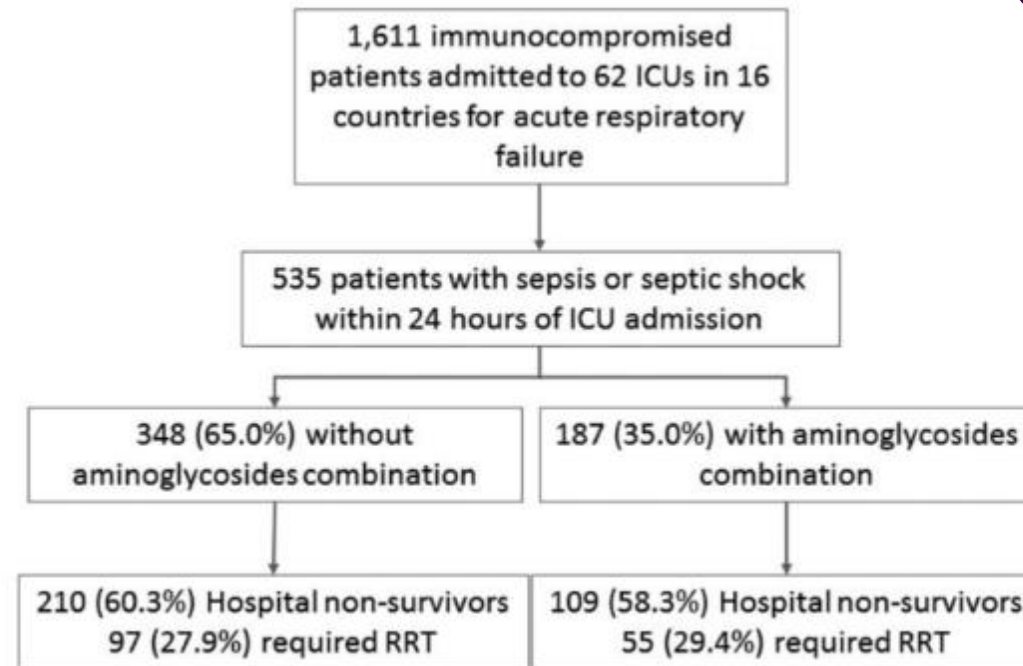 1,611 immunocompromised
patients admitted to 62 ICUs in 16
countries for acute respiratory
failure
535 patients with sepsis or septic shock
within 24 hours of ICU admission
348 (65.0%) without
aminoglycosides combination
187 (35.0%) with aminoglycosides
combination
210 (60.3%) Hospital non-survivors
97 (27.9%) required RRT
109 (58.3%) Hospital non-survivors
55 (29.4%) required RRT